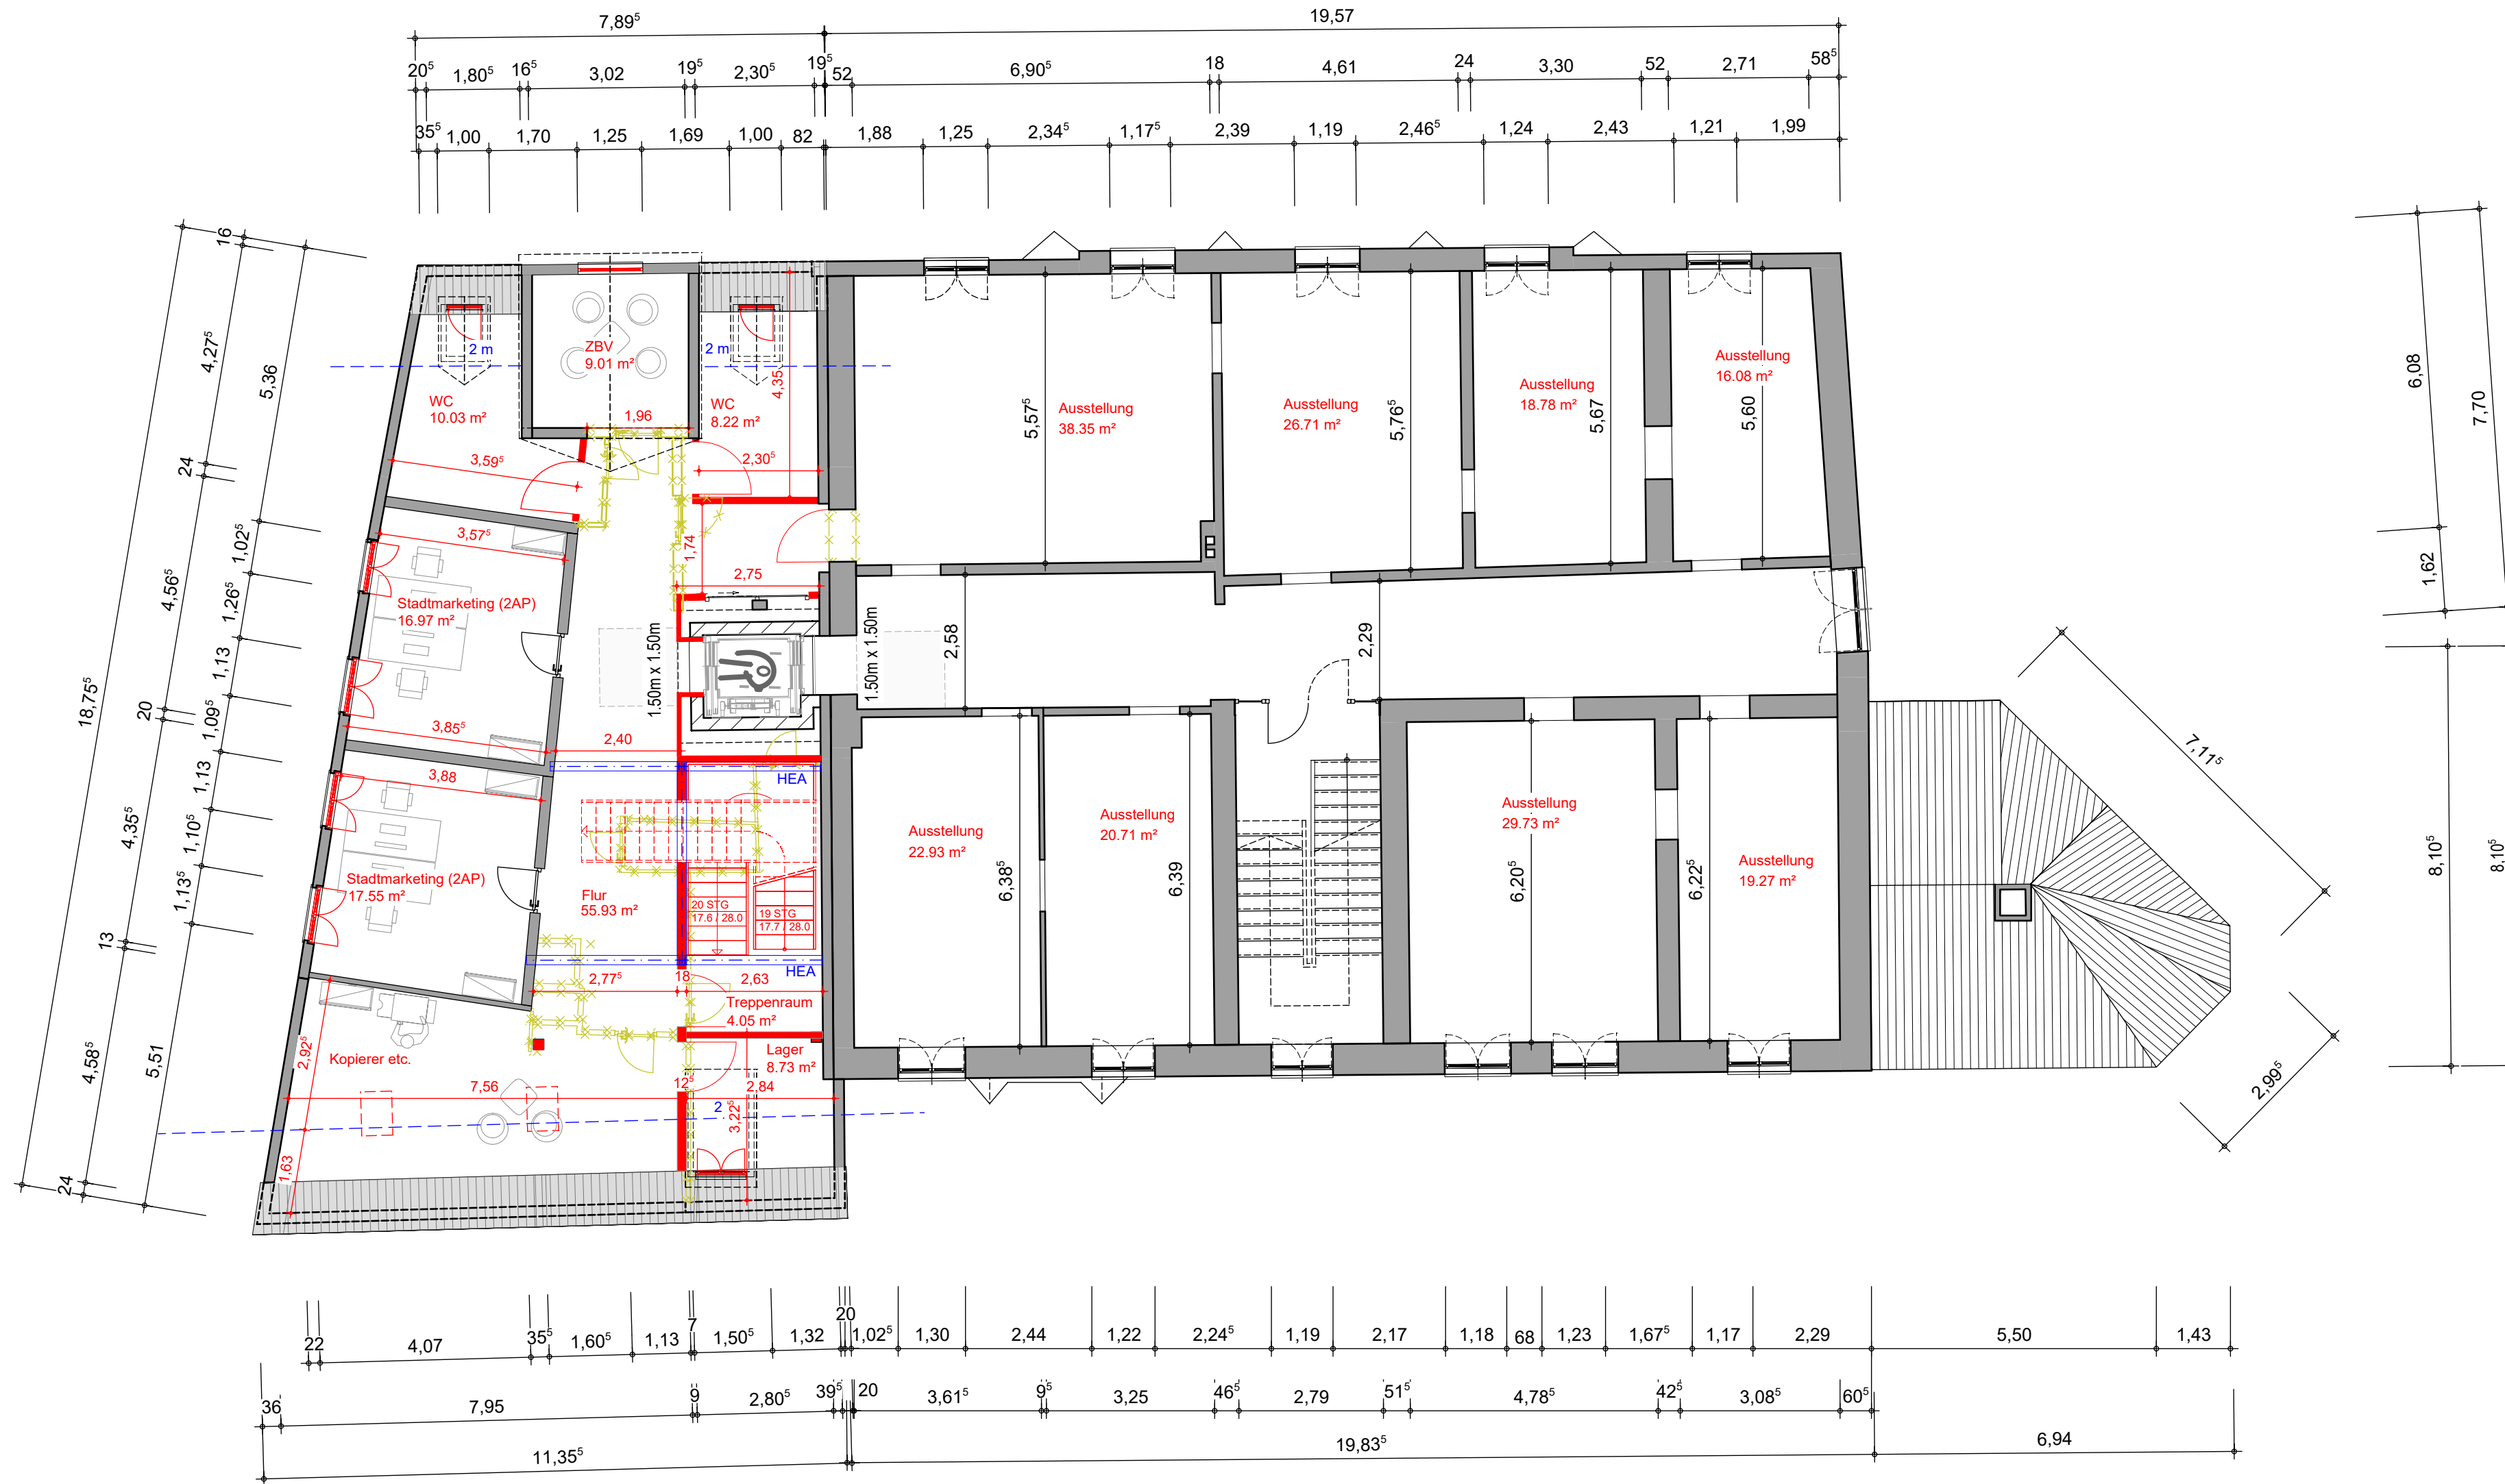 7,89⁵ 19,57
20⁵ 1,80⁵ 16⁵ 3,02 19⁵ 2,30⁵ 19⁵ 52 6,90⁵ 18 4,61 24 3,30 52 2,71 58⁵
35⁵ 1,00 1,70 1,25 1,69 1,00 82 1,88 1,25 2,34⁵ 1,17⁵ 2,39 1,19 2,46⁵ 1,24 2,43 1,21 1,99
16
4,27⁵
5,36
24
1,02⁵
4,56⁵
1,26⁵
1,13
20
1,09⁵
18,75⁵
1,13
4,35⁵
1,10⁵
1,13⁵
13
4,58⁵
5,51
24
2 m
ZBV
9.01 m²
2 m
4,35
WC
10.03 m²
1,96
WC
8.22 m²
3,59⁵
2,30⁵
3,57⁵
1,74
2,75
Stadtmarketing (2AP)
16.97 m²
1.50m x 1.50m
1.50m x 1.50m
3,85⁵
2,40
3,88
HEA
Stadtmarketing (2AP)
17.55 m²
Flur
55.93 m²
20 STG
17.6 / 28.0
19 STG
17.7 / 28.0
HEA
2,77⁵
18
2,63
Treppenraum
4.05 m²
2,92⁵
Kopierer etc.
Lager
8.73 m²
7,56
12⁵
2,84
2
3,22⁵
1,63
5,57⁵
Ausstellung
38.35 m²
Ausstellung
26.71 m²
5,76⁵
Ausstellung
18.78 m²
5,67
Ausstellung
16.08 m²
5,60
2,58
2,29
Ausstellung
22.93 m²
6,38⁵
Ausstellung
20.71 m²
6,39
Ausstellung
29.73 m²
6,20⁵
6,22⁵
Ausstellung
19.27 m²
6,08
7,70
1,62
7,11⁵
2,99⁵
8,10⁵
8,10⁵
22 4,07 35⁵ 1,60⁵ 1,13 7 1,50⁵ 1,32 20 1,02⁵ 1,30 2,44 1,22 2,24⁵ 1,19 2,17 1,18 68 1,23 1,67⁵ 1,17 2,29 5,50 1,43
36 7,95 9 2,80⁵ 39⁵ 20 3,61⁵ 9⁵ 3,25 46⁵ 2,79 51⁵ 4,78⁵ 42⁵ 3,08⁵ 60⁵
11,35⁵ 19,83⁵ 6,94